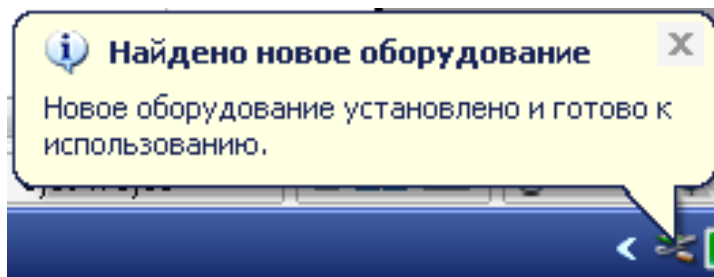 Найдено новое оборудование
Новое оборудование установлено и готово к
использованию.